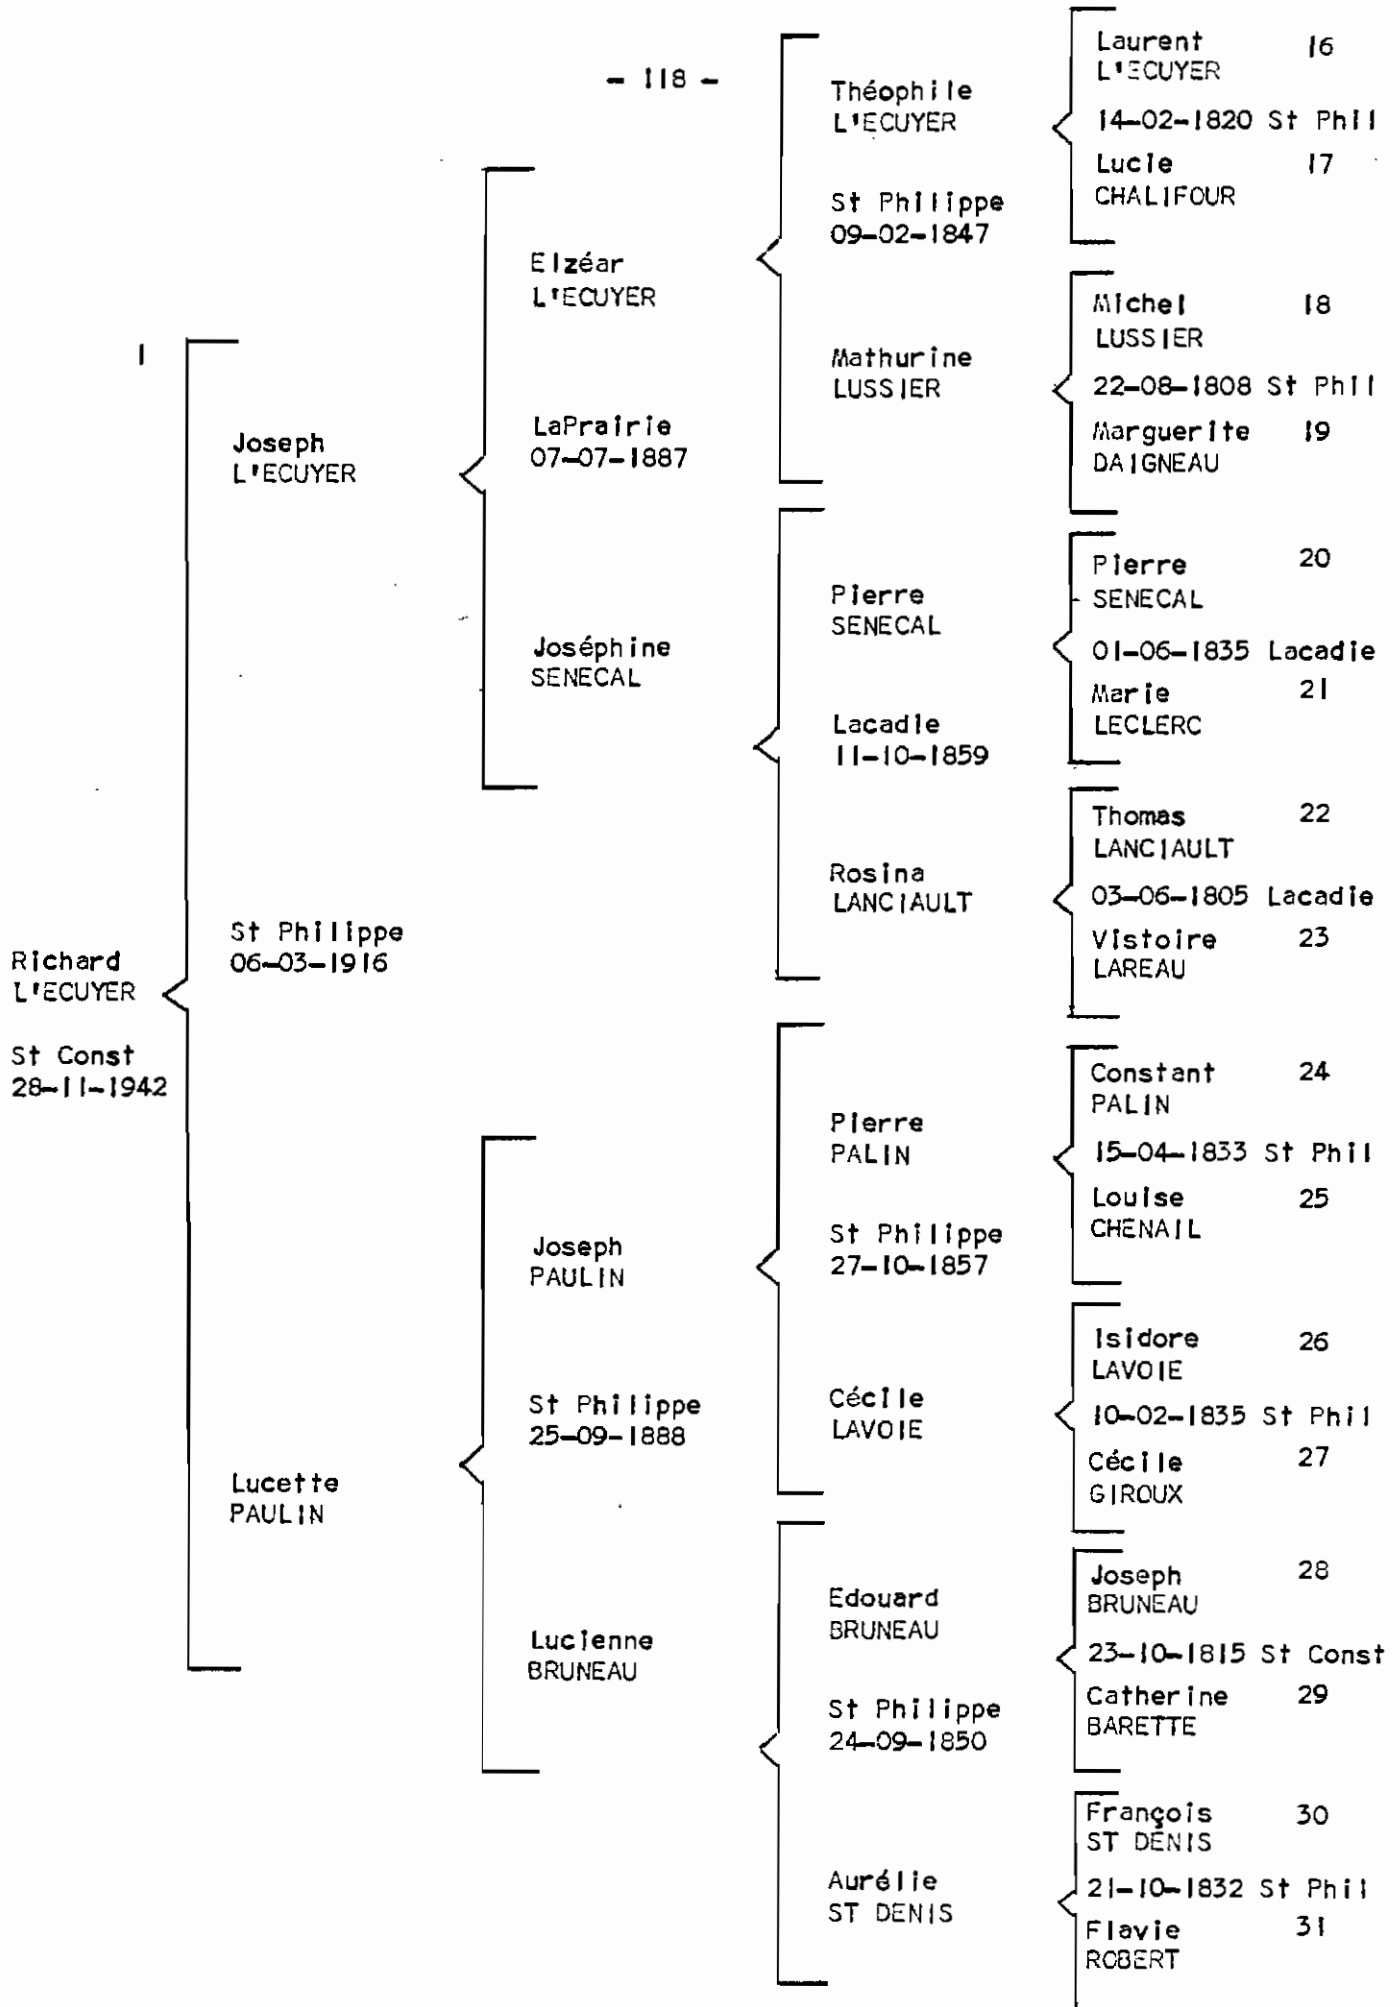 - 118 -
1
Richard
L'ECUYER
St Const
28-11-1942
Joseph
L'ECUYER
St Philippe
06-03-1916
Lucette
PAULIN
Elzéar
L'ECUYER
LaPrairie
07-07-1887
Joséphine
SENECAL
Joseph
PAULIN
St Philippe
25-09-1888
Lucienne
BRUNEAU
Théophile
L'ECUYER
St Philippe
09-02-1847
Mathurine
LUSSIER
Pierre
SENECAL
Lacadie
11-10-1859
Rosina
LANCIAULT
Pierre
PALIN
St Philippe
27-10-1857
Cécile
LAVOIE
Edouard
BRUNEAU
St Philippe
24-09-1850
Aurélie
ST DENIS
Laurent 16
L'ECUYER
14-02-1820 St Phil
Lucie 17
CHALIFOUR
Michel 18
LUSSIER
22-08-1808 St Phil
Marguerite 19
DAIGNEAU
Pierre 20
SENECAL
01-06-1835 Lacadie
Marie 21
LECLERC
Thomas 22
LANCIAULT
03-06-1805 Lacadie
Vistoire 23
LAREAU
Constant 24
PALIN
15-04-1833 St Phil
Louise 25
CHENAIL
Isidore 26
LAVOIE
10-02-1835 St Phil
Cécile 27
GIROUX
Joseph 28
BRUNEAU
23-10-1815 St Const
Catherine 29
BARETTE
François 30
ST DENIS
21-10-1832 St Phil
Flavie 31
ROBERT